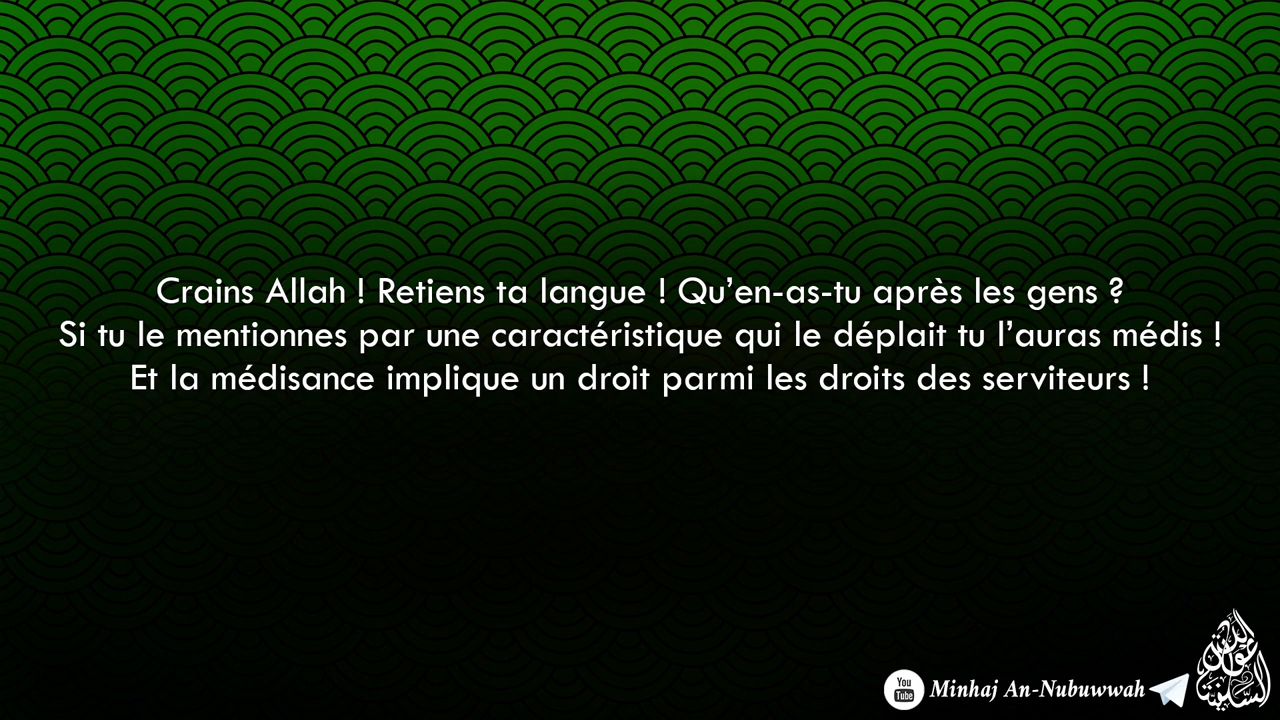 Crains Allah ! Retiens ta langue ! Qu’en-as-tu après les gens ?
Si tu le mentionnes par une caractéristique qui le déplait tu l’auras médis !
Et la médisance implique un droit parmi les droits des serviteurs !
You
Tube
Minhaj An-Nubuwwah